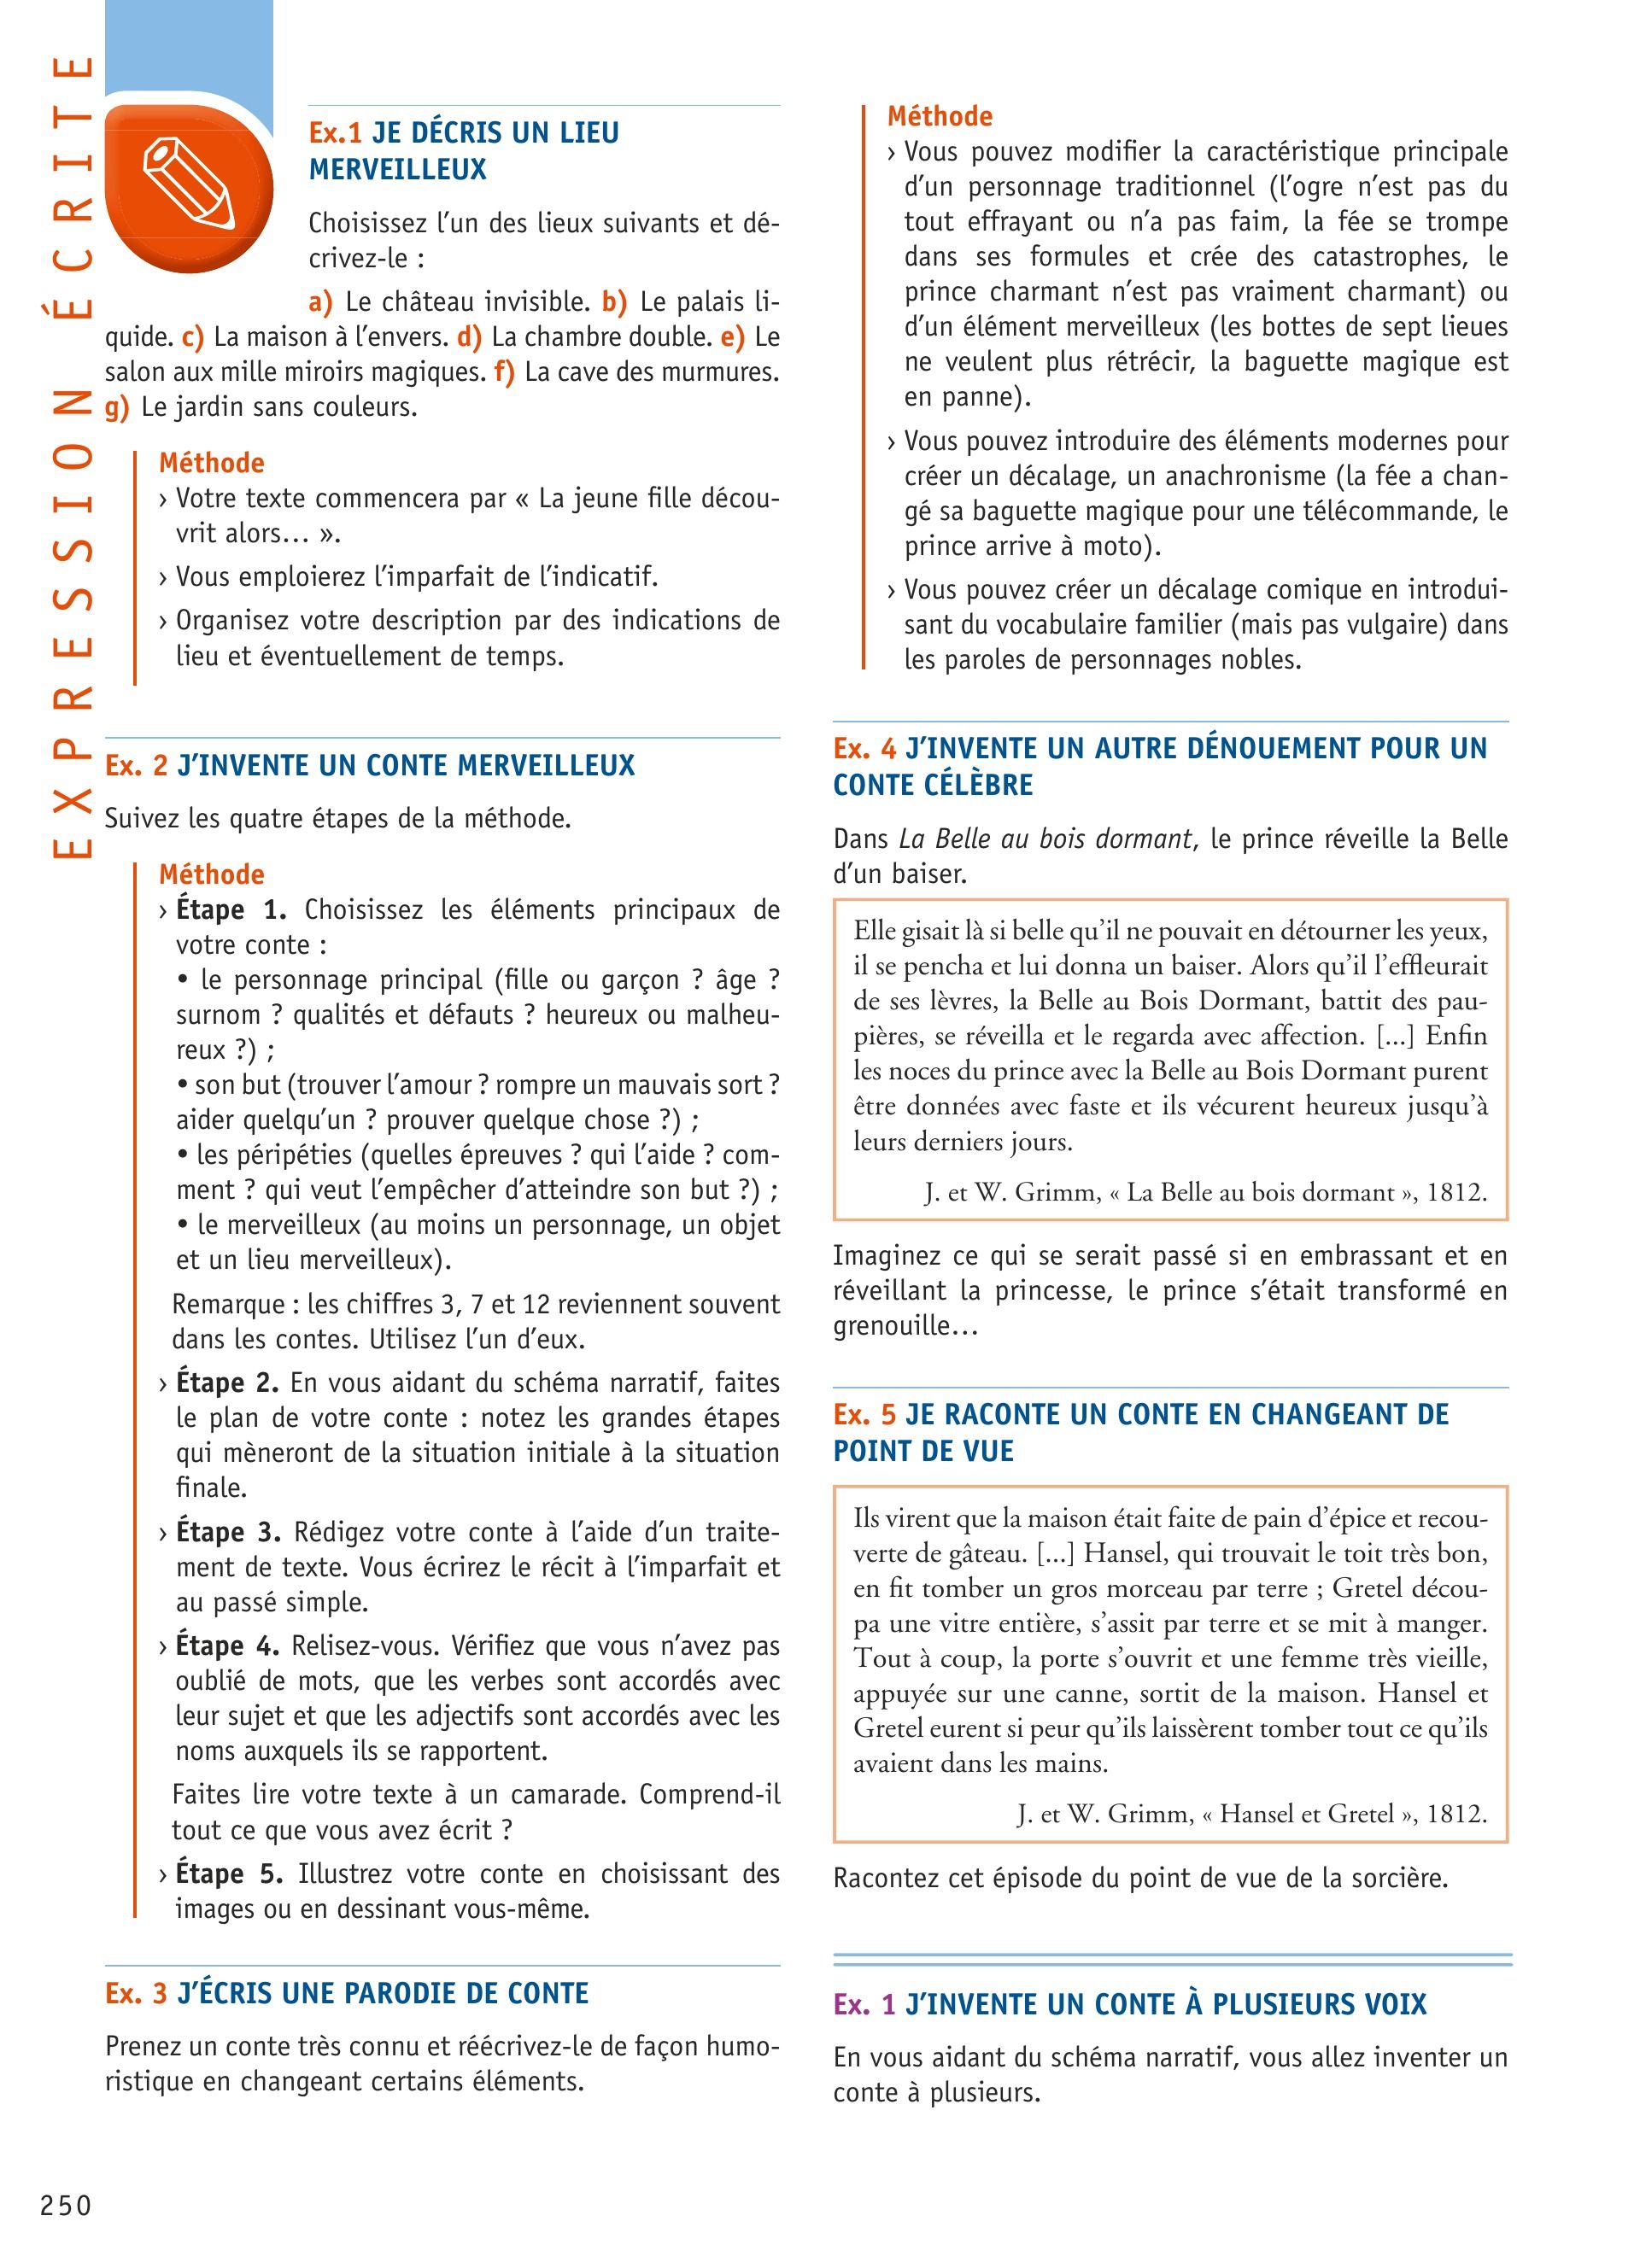 EXPRESSION ÉCRITE
Ex.1 JE DÉCRIS UN LIEU
MERVEILLEUX
Choisissez l’un des lieux suivants et dé-
crivez-le :
a) Le château invisible. b) Le palais li-
quide. c) La maison à l’envers. d) La chambre double. e) Le
salon aux mille miroirs magiques. f) La cave des murmures.
g) Le jardin sans couleurs.
Méthode
› Votre texte commencera par « La jeune fille décou-
vrit alors… ».
› Vous emploierez l’imparfait de l’indicatif.
› Organisez votre description par des indications de
lieu et éventuellement de temps.
Ex. 2 J’INVENTE UN CONTE MERVEILLEUX
Suivez les quatre étapes de la méthode.
Méthode
› Étape 1. Choisissez les éléments principaux de
votre conte :
• le personnage principal (fille ou garçon ? âge ?
surnom ? qualités et défauts ? heureux ou malheu-
reux ?) ;
• son but (trouver l’amour ? rompre un mauvais sort ?
aider quelqu’un ? prouver quelque chose ?) ;
• les péripéties (quelles épreuves ? qui l’aide ? com-
ment ? qui veut l’empêcher d’atteindre son but ?) ;
• le merveilleux (au moins un personnage, un objet
et un lieu merveilleux).
Remarque : les chiffres 3, 7 et 12 reviennent souvent
dans les contes. Utilisez l’un d’eux.
› Étape 2. En vous aidant du schéma narratif, faites
le plan de votre conte : notez les grandes étapes
qui mèneront de la situation initiale à la situation
finale.
› Étape 3. Rédigez votre conte à l’aide d’un traite-
ment de texte. Vous écrirez le récit à l’imparfait et
au passé simple.
› Étape 4. Relisez-vous. Vérifiez que vous n’avez pas
oublié de mots, que les verbes sont accordés avec
leur sujet et que les adjectifs sont accordés avec les
noms auxquels ils se rapportent.
Faites lire votre texte à un camarade. Comprend-il
tout ce que vous avez écrit ?
› Étape 5. Illustrez votre conte en choisissant des
images ou en dessinant vous-même.
Ex. 3 J’ÉCRIS UNE PARODIE DE CONTE
Prenez un conte très connu et réécrivez-le de façon humo-
ristique en changeant certains éléments.
Méthode
› Vous pouvez modifier la caractéristique principale
d’un personnage traditionnel (l’ogre n’est pas du
tout effrayant ou n’a pas faim, la fée se trompe
dans ses formules et crée des catastrophes, le
prince charmant n’est pas vraiment charmant) ou
d’un élément merveilleux (les bottes de sept lieues
ne veulent plus rétrécir, la baguette magique est
en panne).
› Vous pouvez introduire des éléments modernes pour
créer un décalage, un anachronisme (la fée a chan-
gé sa baguette magique pour une télécommande, le
prince arrive à moto).
› Vous pouvez créer un décalage comique en introdui-
sant du vocabulaire familier (mais pas vulgaire) dans
les paroles de personnages nobles.
Ex. 4 J’INVENTE UN AUTRE DÉNOUEMENT POUR UN
CONTE CÉLÈBRE
Dans La Belle au bois dormant, le prince réveille la Belle
d’un baiser.
Elle gisait là si belle qu’il ne pouvait en détourner les yeux,
il se pencha et lui donna un baiser. Alors qu’il l’effleurait
de ses lèvres, la Belle au Bois Dormant, battit des pau-
pières, se réveilla et le regarda avec affection. [...] Enfin
les noces du prince avec la Belle au Bois Dormant purent
être données avec faste et ils vécurent heureux jusqu’à
leurs derniers jours.
J. et W. Grimm, « La Belle au bois dormant », 1812.
Imaginez ce qui se serait passé si en embrassant et en
réveillant la princesse, le prince s’était transformé en
grenouille…
Ex. 5 JE RACONTE UN CONTE EN CHANGEANT DE
POINT DE VUE
Ils virent que la maison était faite de pain d’épice et recou-
verte de gâteau. [...] Hansel, qui trouvait le toit très bon,
en fit tomber un gros morceau par terre ; Gretel décou-
pa une vitre entière, s’assit par terre et se mit à manger.
Tout à coup, la porte s’ouvrit et une femme très vieille,
appuyée sur une canne, sortit de la maison. Hansel et
Gretel eurent si peur qu’ils laissèrent tomber tout ce qu’ils
avaient dans les mains.
J. et W. Grimm, « Hansel et Gretel », 1812.
Racontez cet épisode du point de vue de la sorcière.
Ex. 1 J’INVENTE UN CONTE À PLUSIEURS VOIX
En vous aidant du schéma narratif, vous allez inventer un
conte à plusieurs.
250